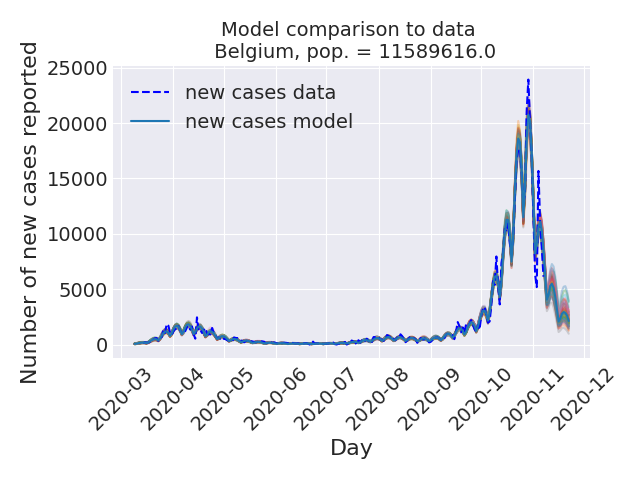 Model comparison to data
Belgium, pop. = 11589616.0
Number of new cases reported
25000
20000
15000
10000
5000
0
new cases data
new cases model
2020-03
2020-04
2020-05
2020-06
2020-07
2020-08
2020-09
2020-10
2020-11
2020-12
Day